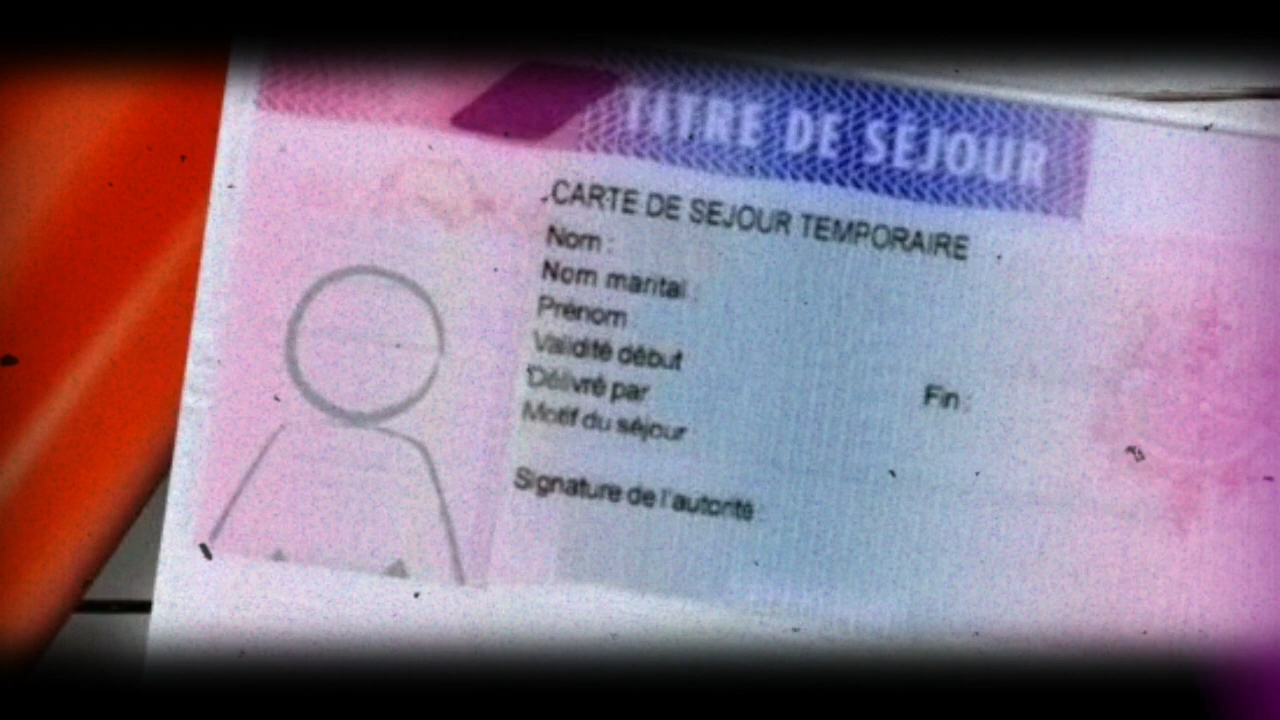 TITRE DE SÉJOUR
CARTE DE SEJOUR TEMPORAIRE
Nom :
Nom marital :
Prénom :
Validité début
Délivré par Fin :
Motif du séjour
Signature de l'autorité :